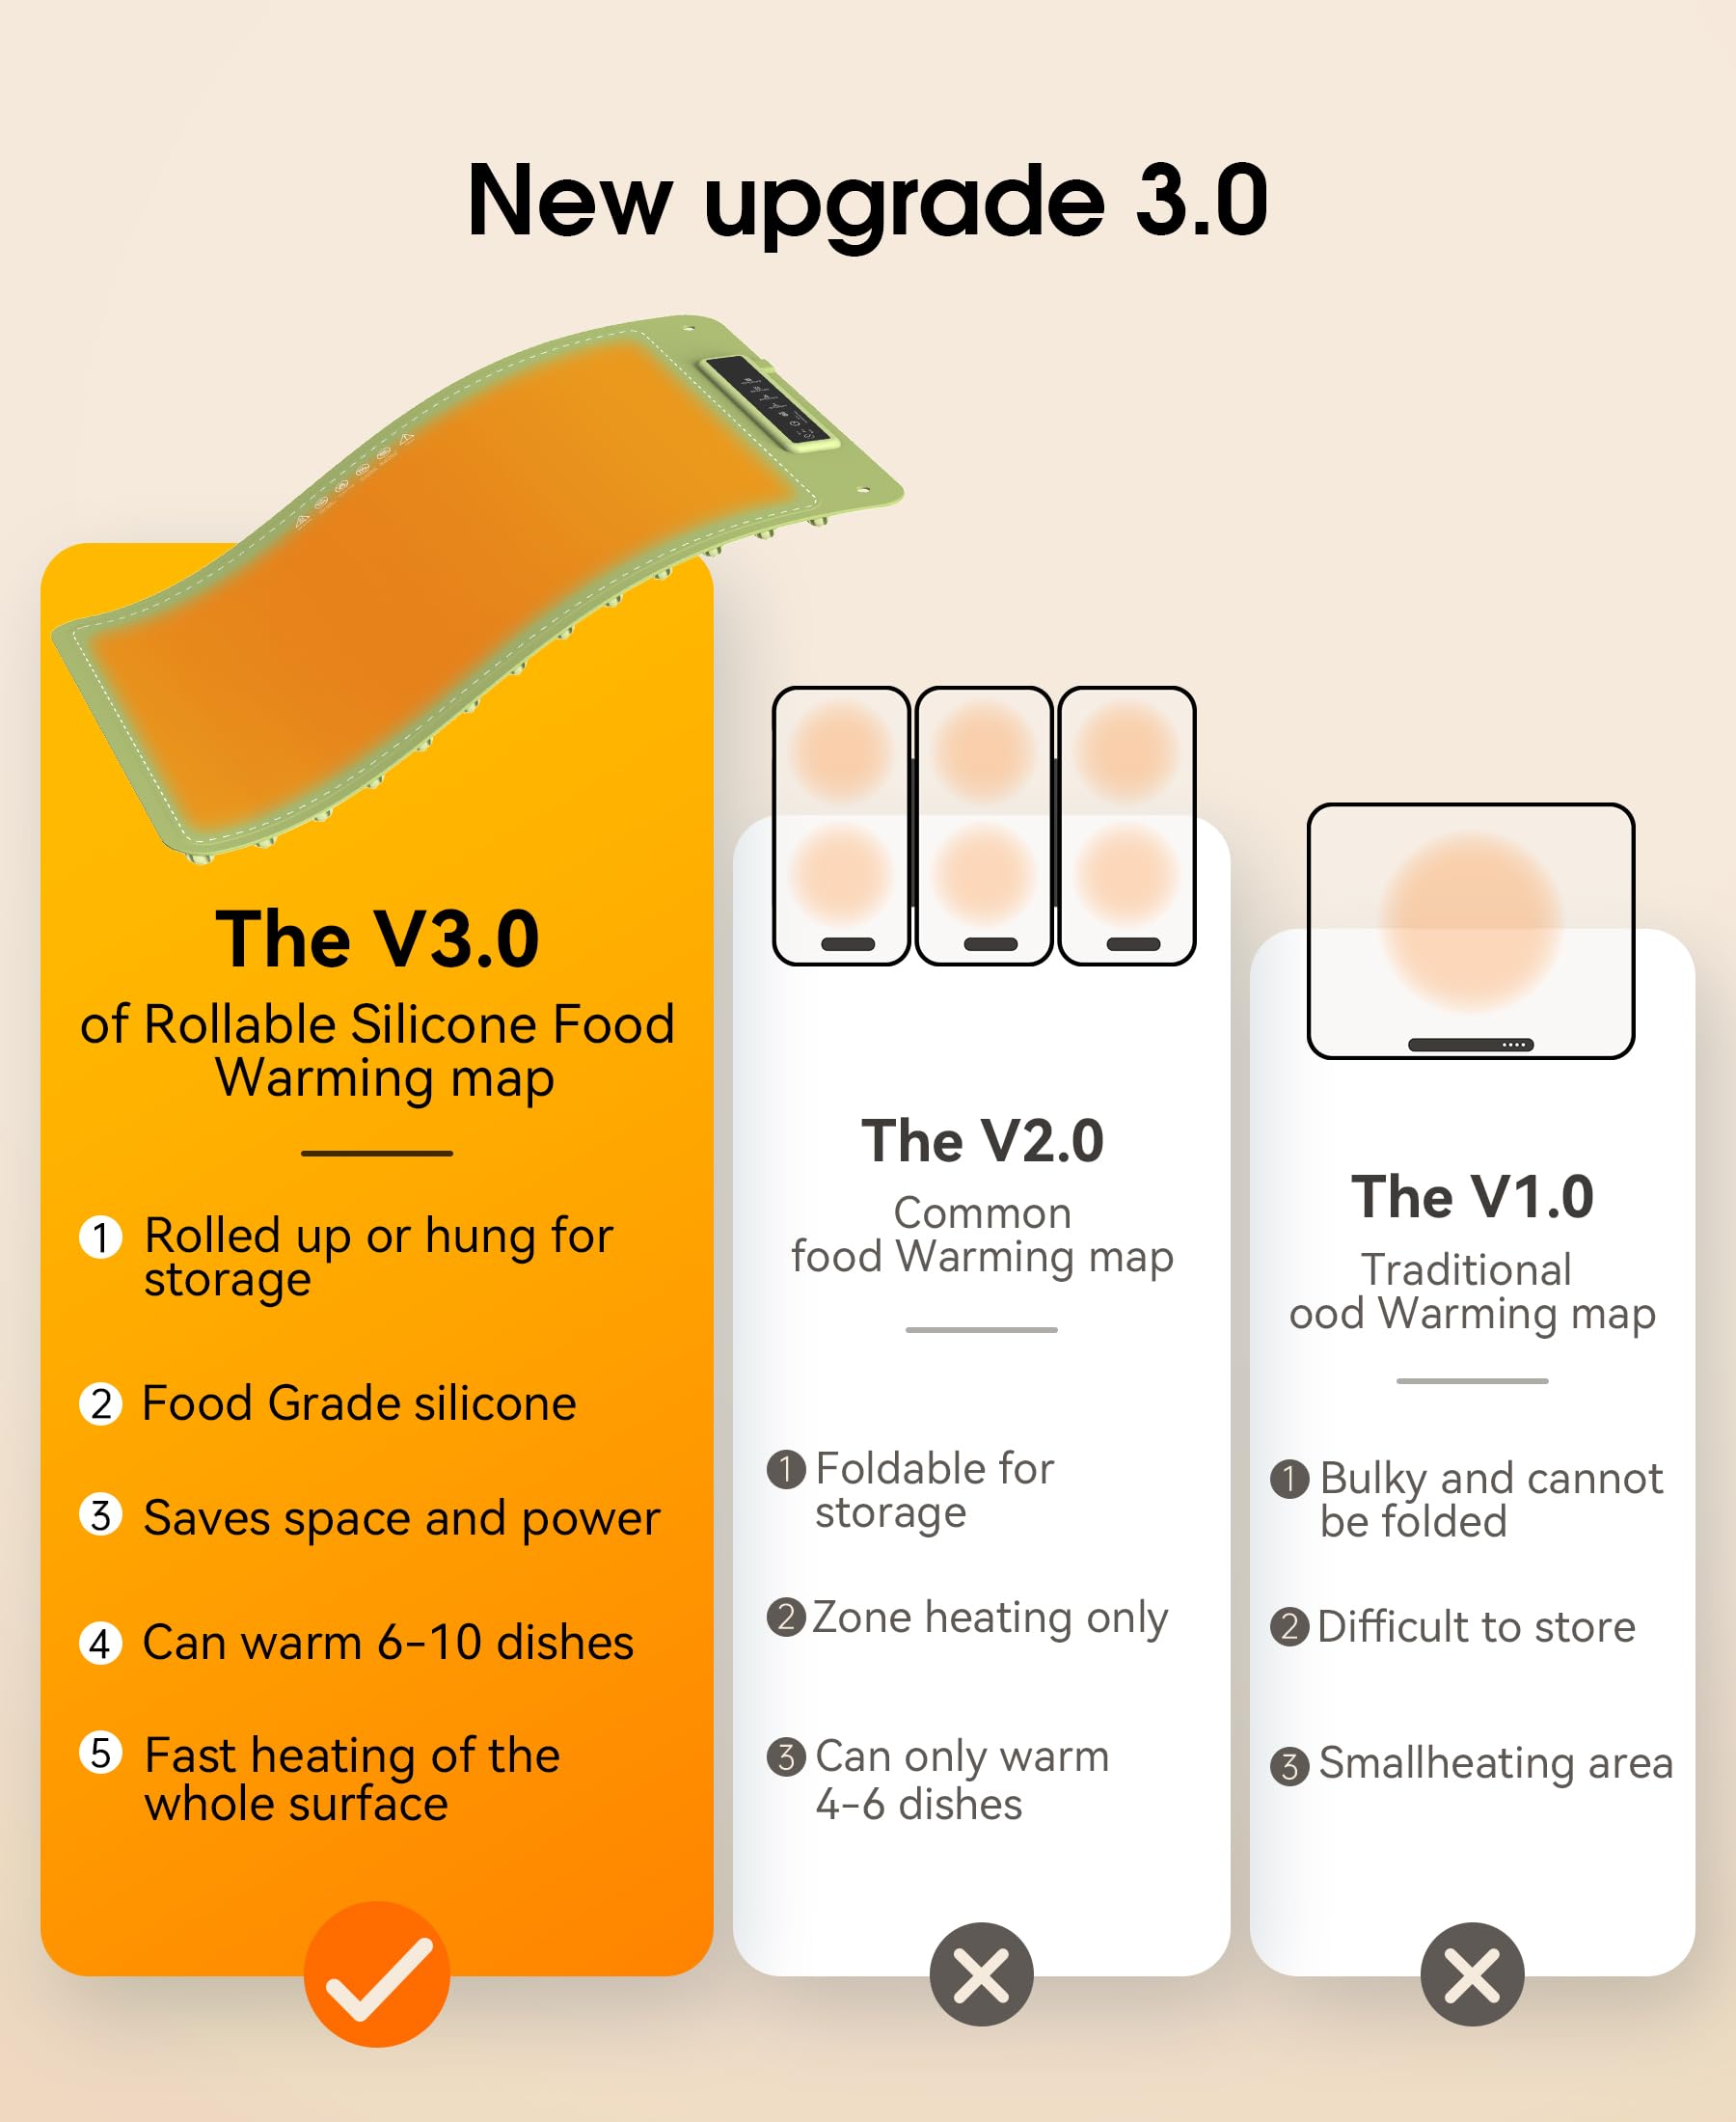 New upgrade 3.0
The V3.0
of Rollable Silicone Food
Warming map
1 Rolled up or hung for
storage
2 Food Grade silicone
3 Saves space and power
4 Can warm 6-10 dishes
5 Fast heating of the
whole surface
The V2.0
Common
food Warming map
1 Foldable for
storage
2 Zone heating only
3 Can only warm
4-6 dishes
The V1.0
Traditional
ood Warming map
1 Bulky and cannot
be folded
2 Difficult to store
3 Smallheating area